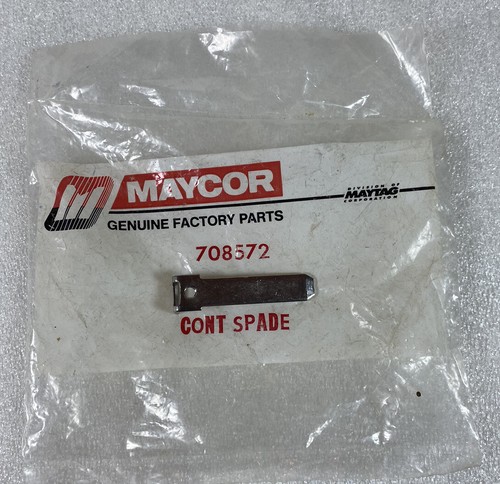 MAYCOR
GENUINE FACTORY PARTS
DIVISION OF
MAYTAG
CORPORATION
708572
CONT SPADE